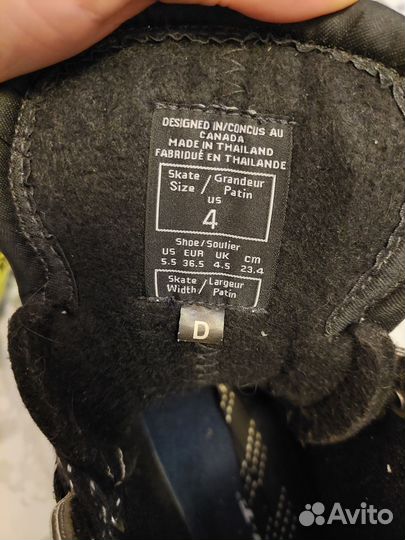 DESIGNED IN/CONCUS AU
CANADA
MADE IN THAILAND
FABRIQUÉ EN THAILANDE
Skate / Grandeur
Size / Patin
US
4
Shoe/Soulier
US EUR UK cm
5.5 36.5 4.5 23.4
Skate / Largeur
Width / Patin
D
Avito